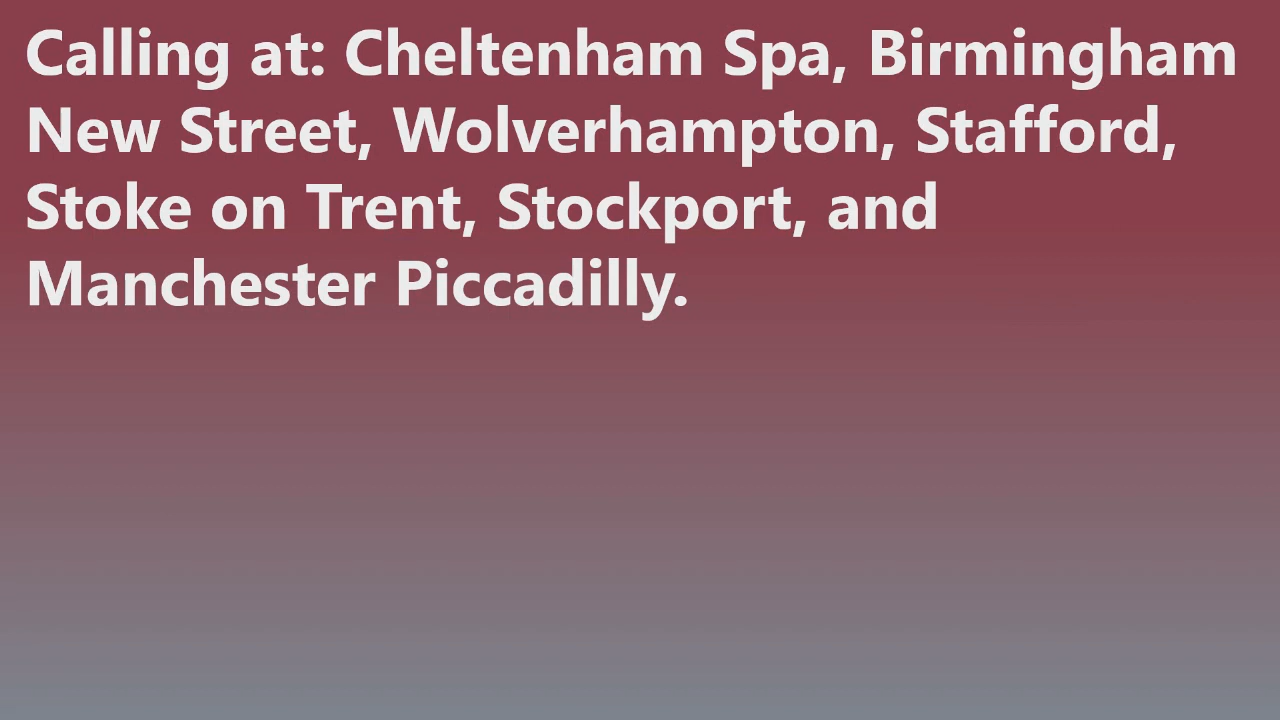 Calling at: Cheltenham Spa, Birmingham
New Street, Wolverhampton, Stafford,
Stoke on Trent, Stockport, and
Manchester Piccadilly.